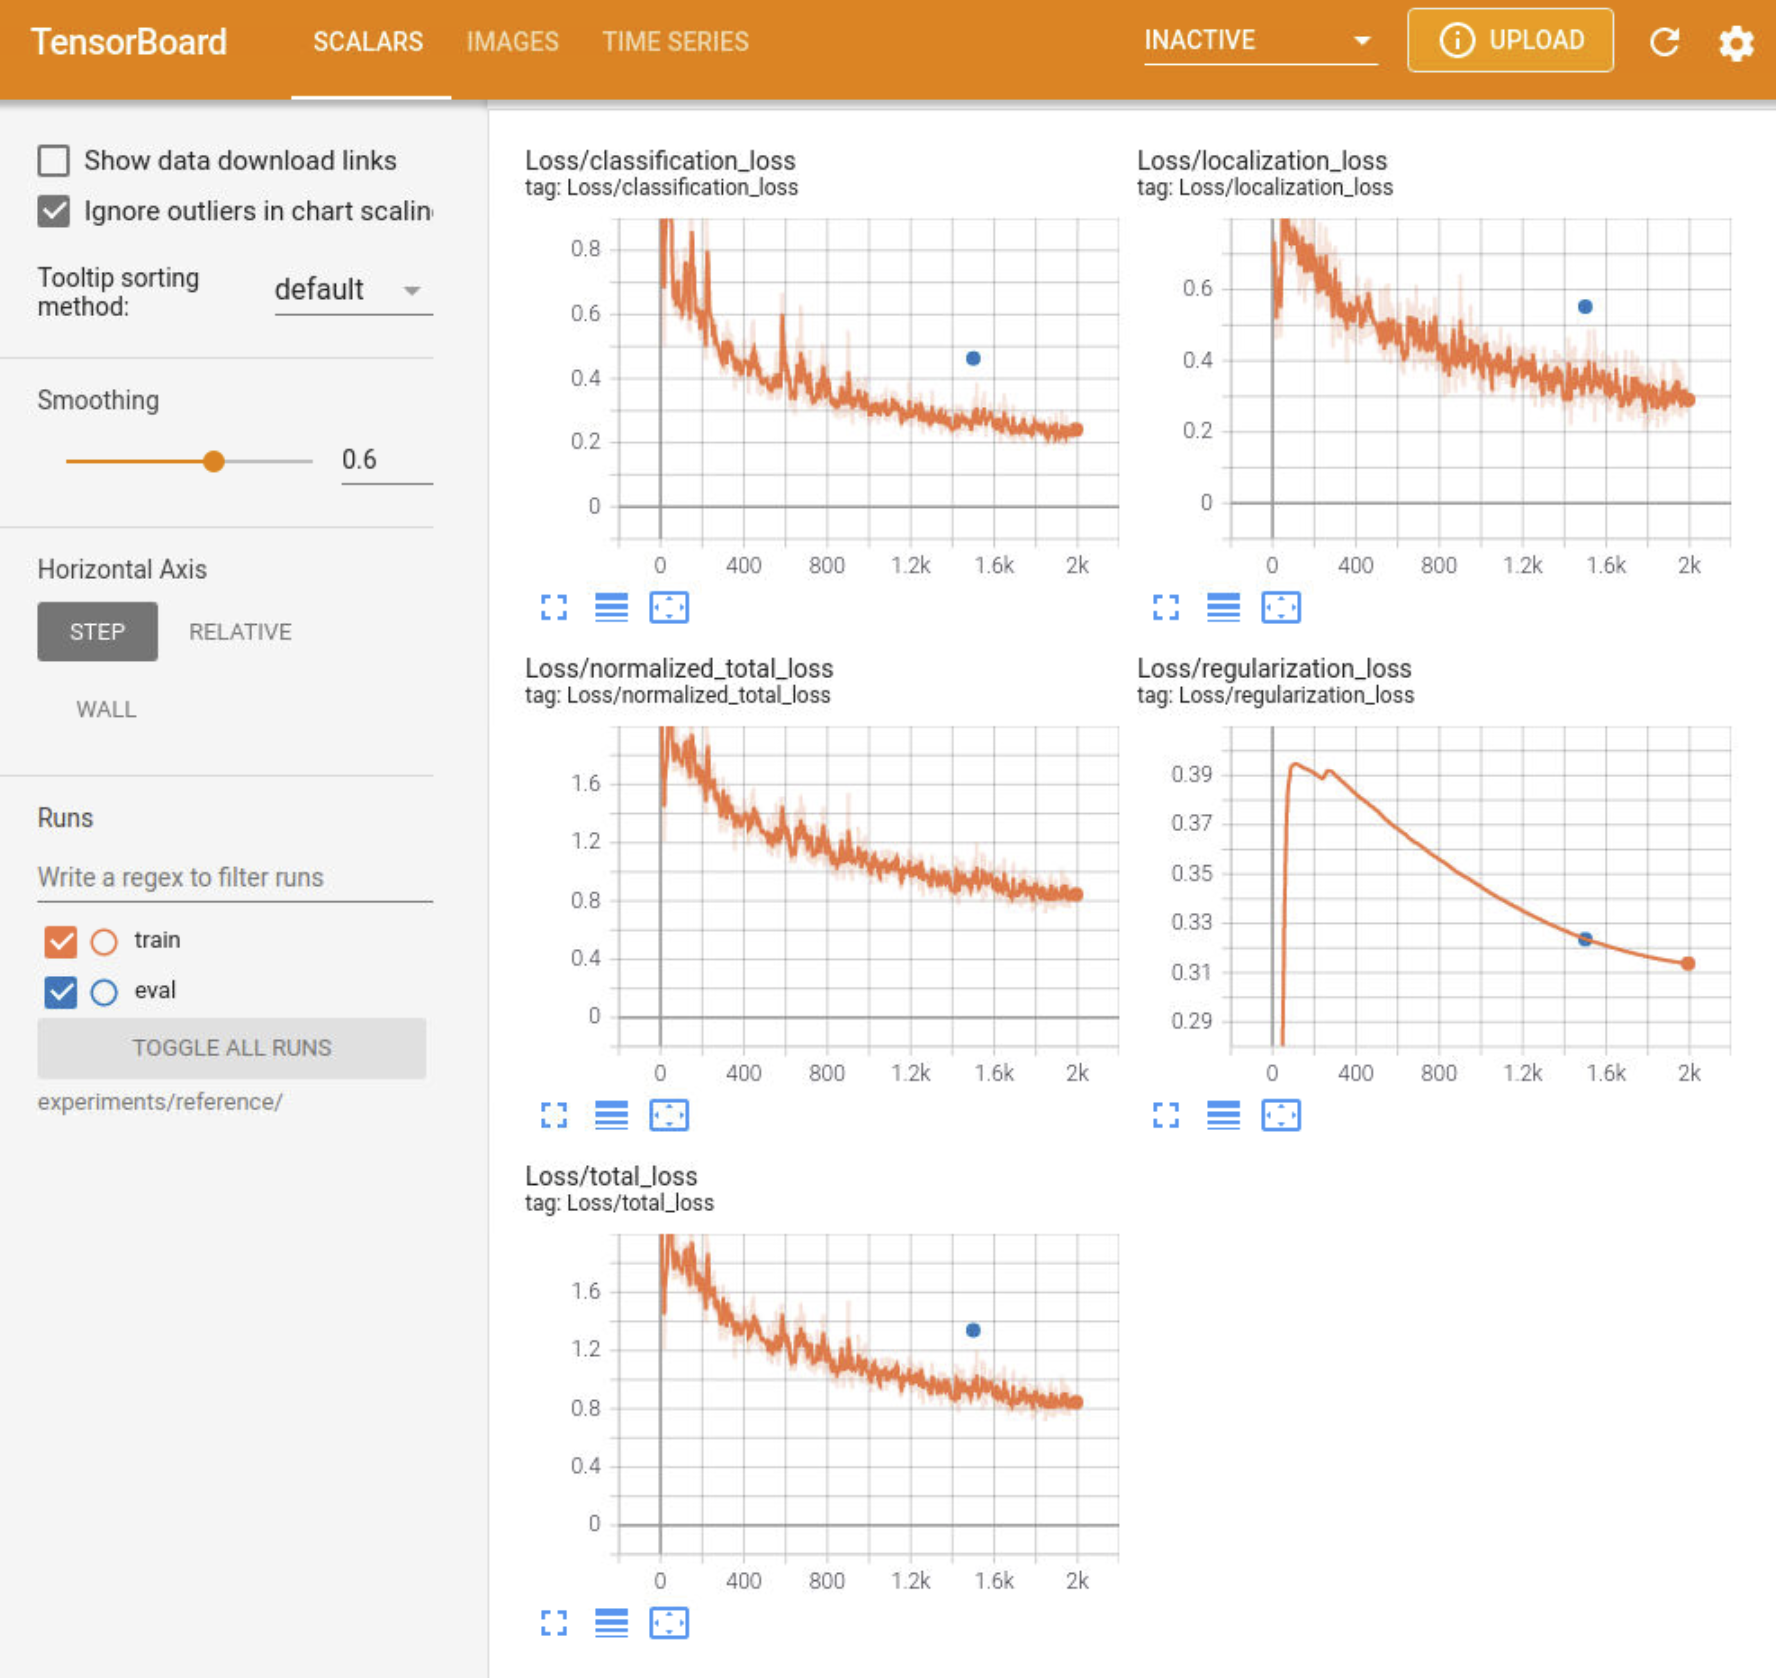 TensorBoard SCALARS IMAGES TIME SERIES INACTIVE UPLOAD
Show data download links
Ignore outliers in chart scalin
Tooltip sorting
method:
default
Smoothing
0.6
Horizontal Axis
STEP RELATIVE
WALL
Runs
Write a regex to filter runs
train
eval
TOGGLE ALL RUNS
experiments/reference/
Loss/classification_loss
tag: Loss/classification_loss
0.8
0.6
0.4
0.2
0
0 400 800 1.2k 1.6k 2k
Loss/localization_loss
tag: Loss/localization_loss
0.6
0.4
0.2
0
0 400 800 1.2k 1.6k 2k
Loss/normalized_total_loss
tag: Loss/normalized_total_loss
1.6
1.2
0.8
0.4
0
0 400 800 1.2k 1.6k 2k
Loss/regularization_loss
tag: Loss/regularization_loss
0.39
0.37
0.35
0.33
0.31
0.29
0 400 800 1.2k 1.6k 2k
Loss/total_loss
tag: Loss/total_loss
1.6
1.2
0.8
0.4
0
0 400 800 1.2k 1.6k 2k